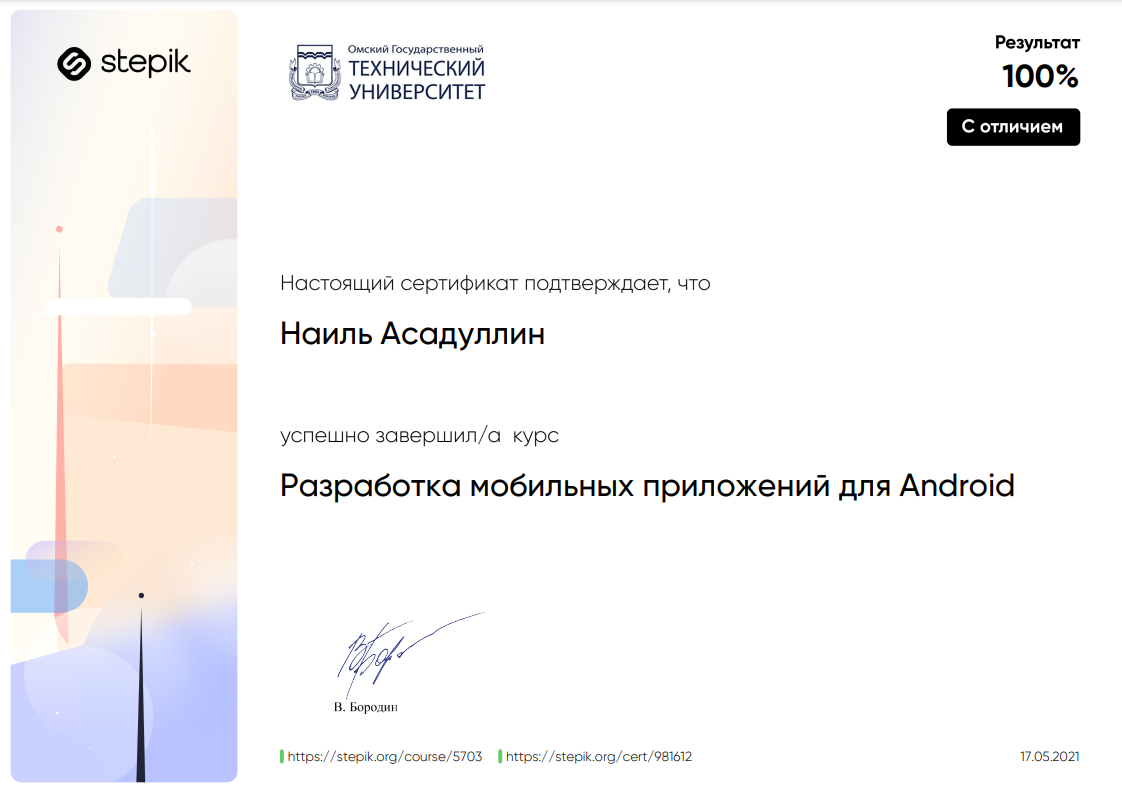 stepik
Омский Государственный
ТЕХНИЧЕСКИЙ
УНИВЕРСИТЕТ
Результат
100%
С отличием
Настоящий сертификат подтверждает, что
Наиль Асадуллин
успешно завершил/а курс
Разработка мобильных приложений для Android
В. Бородин
https://stepik.org/course/5703
https://stepik.org/cert/981612
17.05.2021